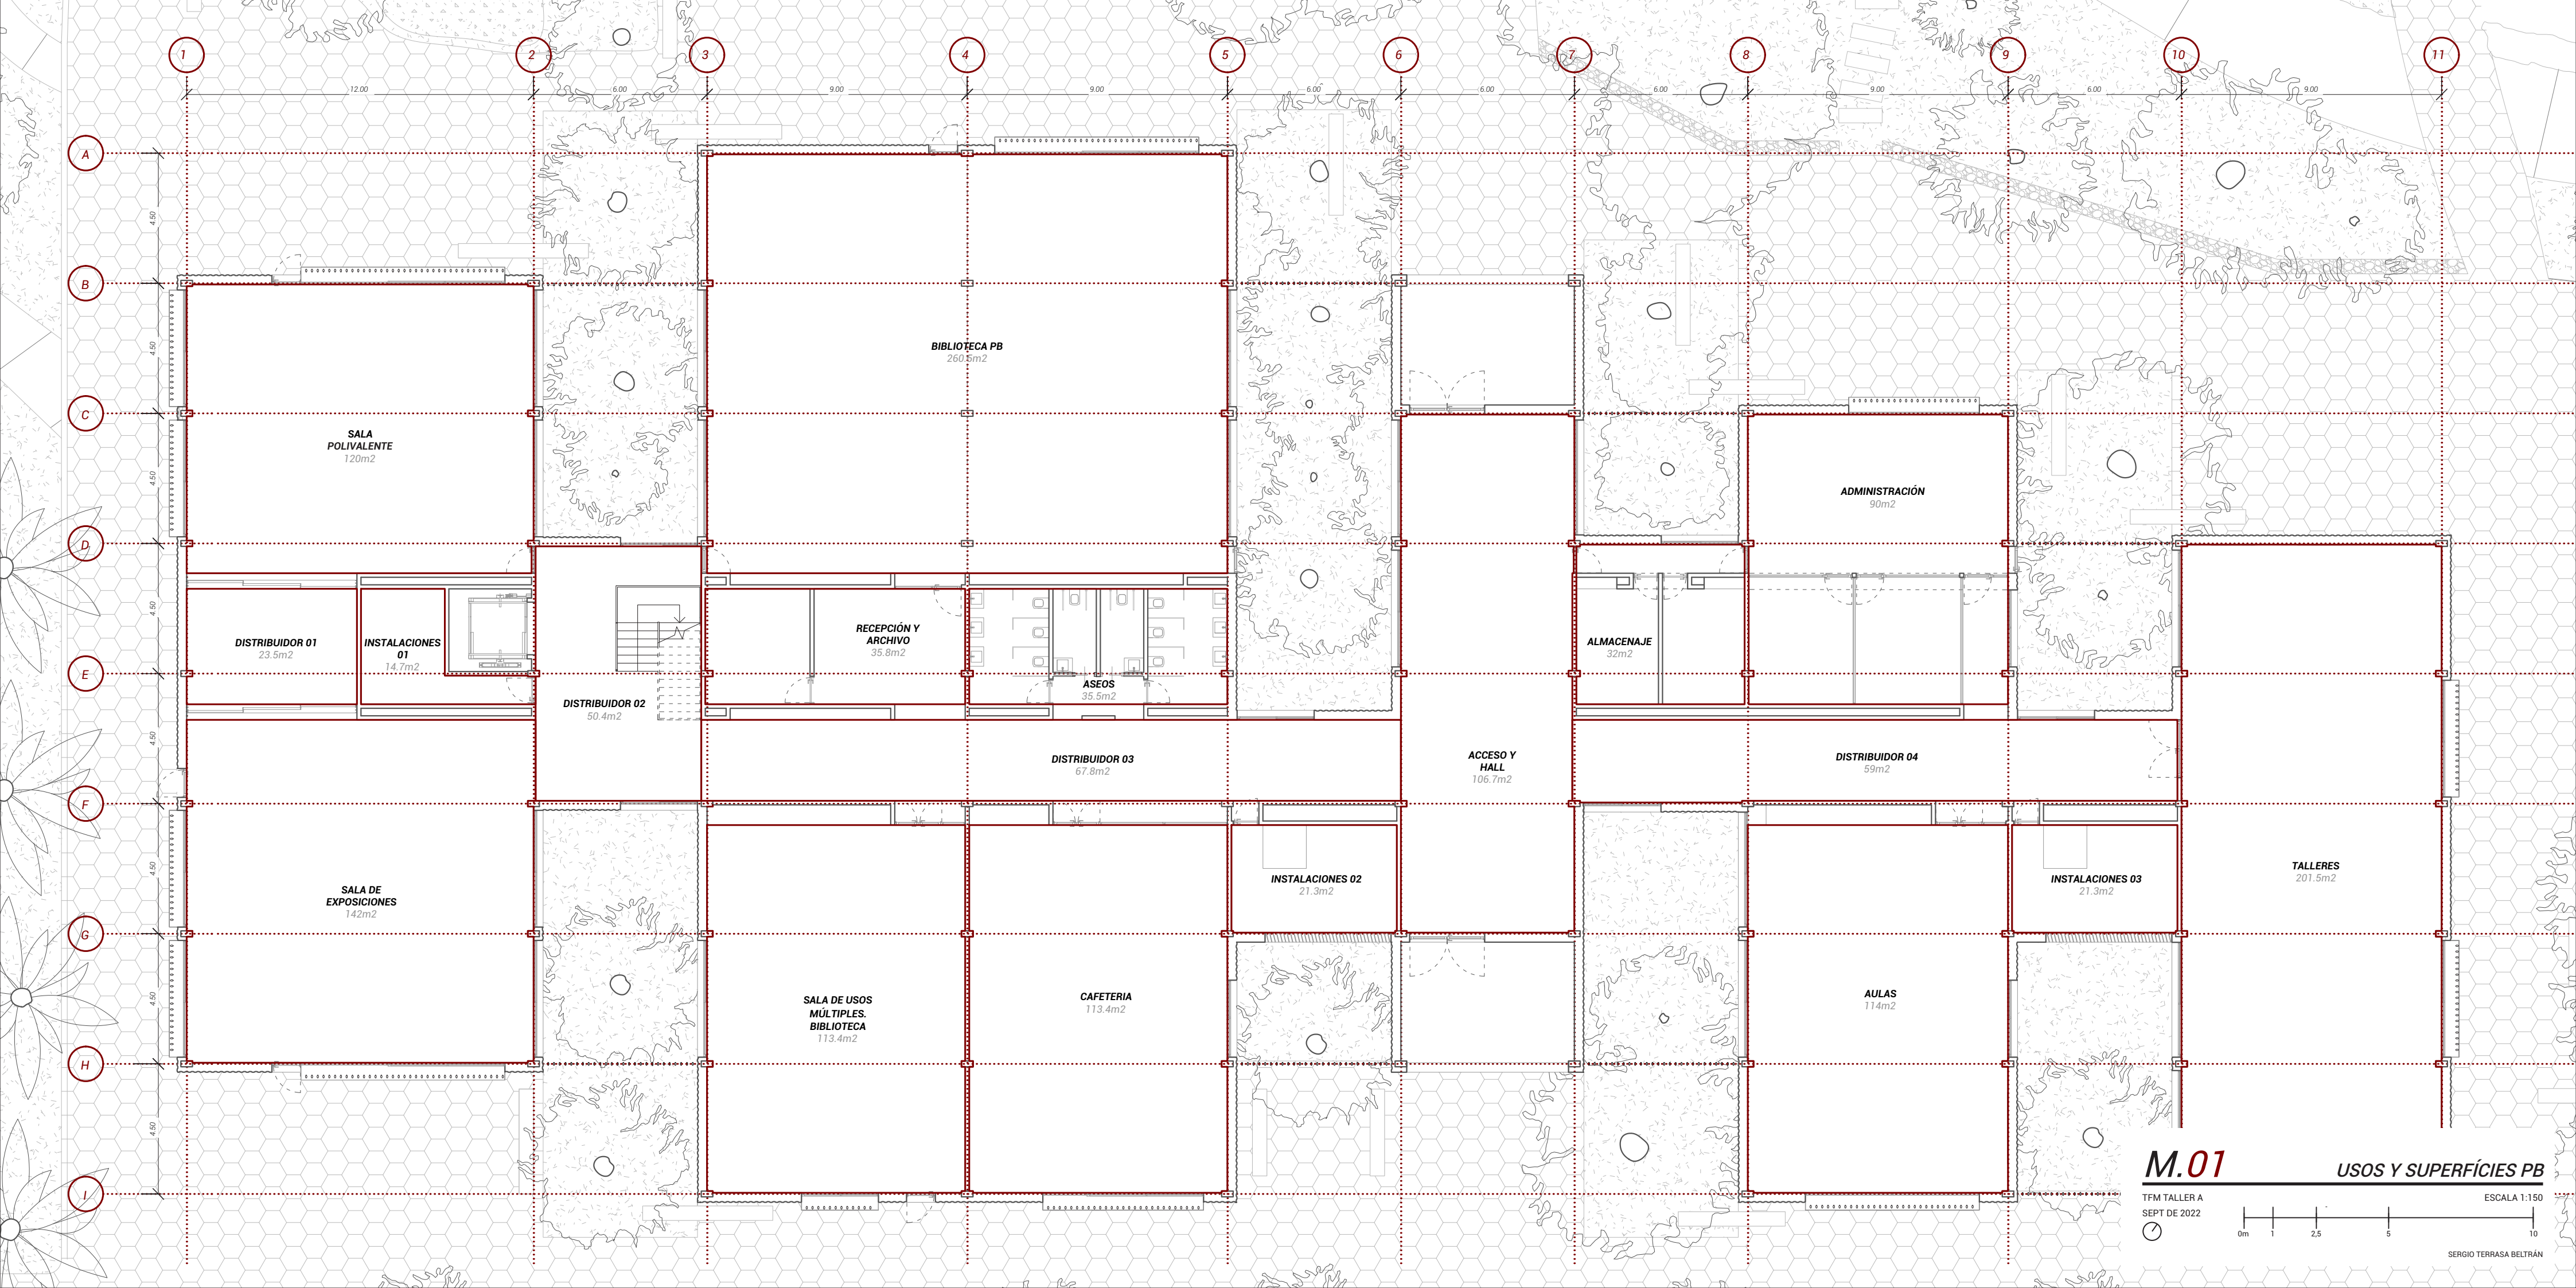 1 2 3 4 5 6 7 8 9 10 11
12.00 6.00 9.00 9.00 6.00 6.00 6.00 9.00 6.00 9.00
A
4.50
B
4.50
C
4.50
D
4.50
E
4.50
F
4.50
G
4.50
H
4.50
I
BIBLIOTECA PB
260.5m2
SALA
POLIVALENTE
120m2
ADMINISTRACIÓN
90m2
DISTRIBUIDOR 01
23.5m2
INSTALACIONES
01
14.7m2
DISTRIBUIDOR 02
50.4m2
RECEPCIÓN Y
ARCHIVO
35.8m2
ASEOS
35.5m2
ALMACENAJE
32m2
DISTRIBUIDOR 03
67.8m2
ACCESO Y
HALL
106.7m2
DISTRIBUIDOR 04
59m2
SALA DE
EXPOSICIONES
142m2
SALA DE USOS
MÚLTIPLES.
BIBLIOTECA
113.4m2
CAFETERIA
113.4m2
INSTALACIONES 02
21.3m2
AULAS
114m2
INSTALACIONES 03
21.3m2
TALLERES
201.5m2
M.01
USOS Y SUPERFÍCIES PB
TFM TALLER A
ESCALA 1:150
SEPT DE 2022
0m 1 2,5 5 10
SERGIO TERRASA BELTRÁN